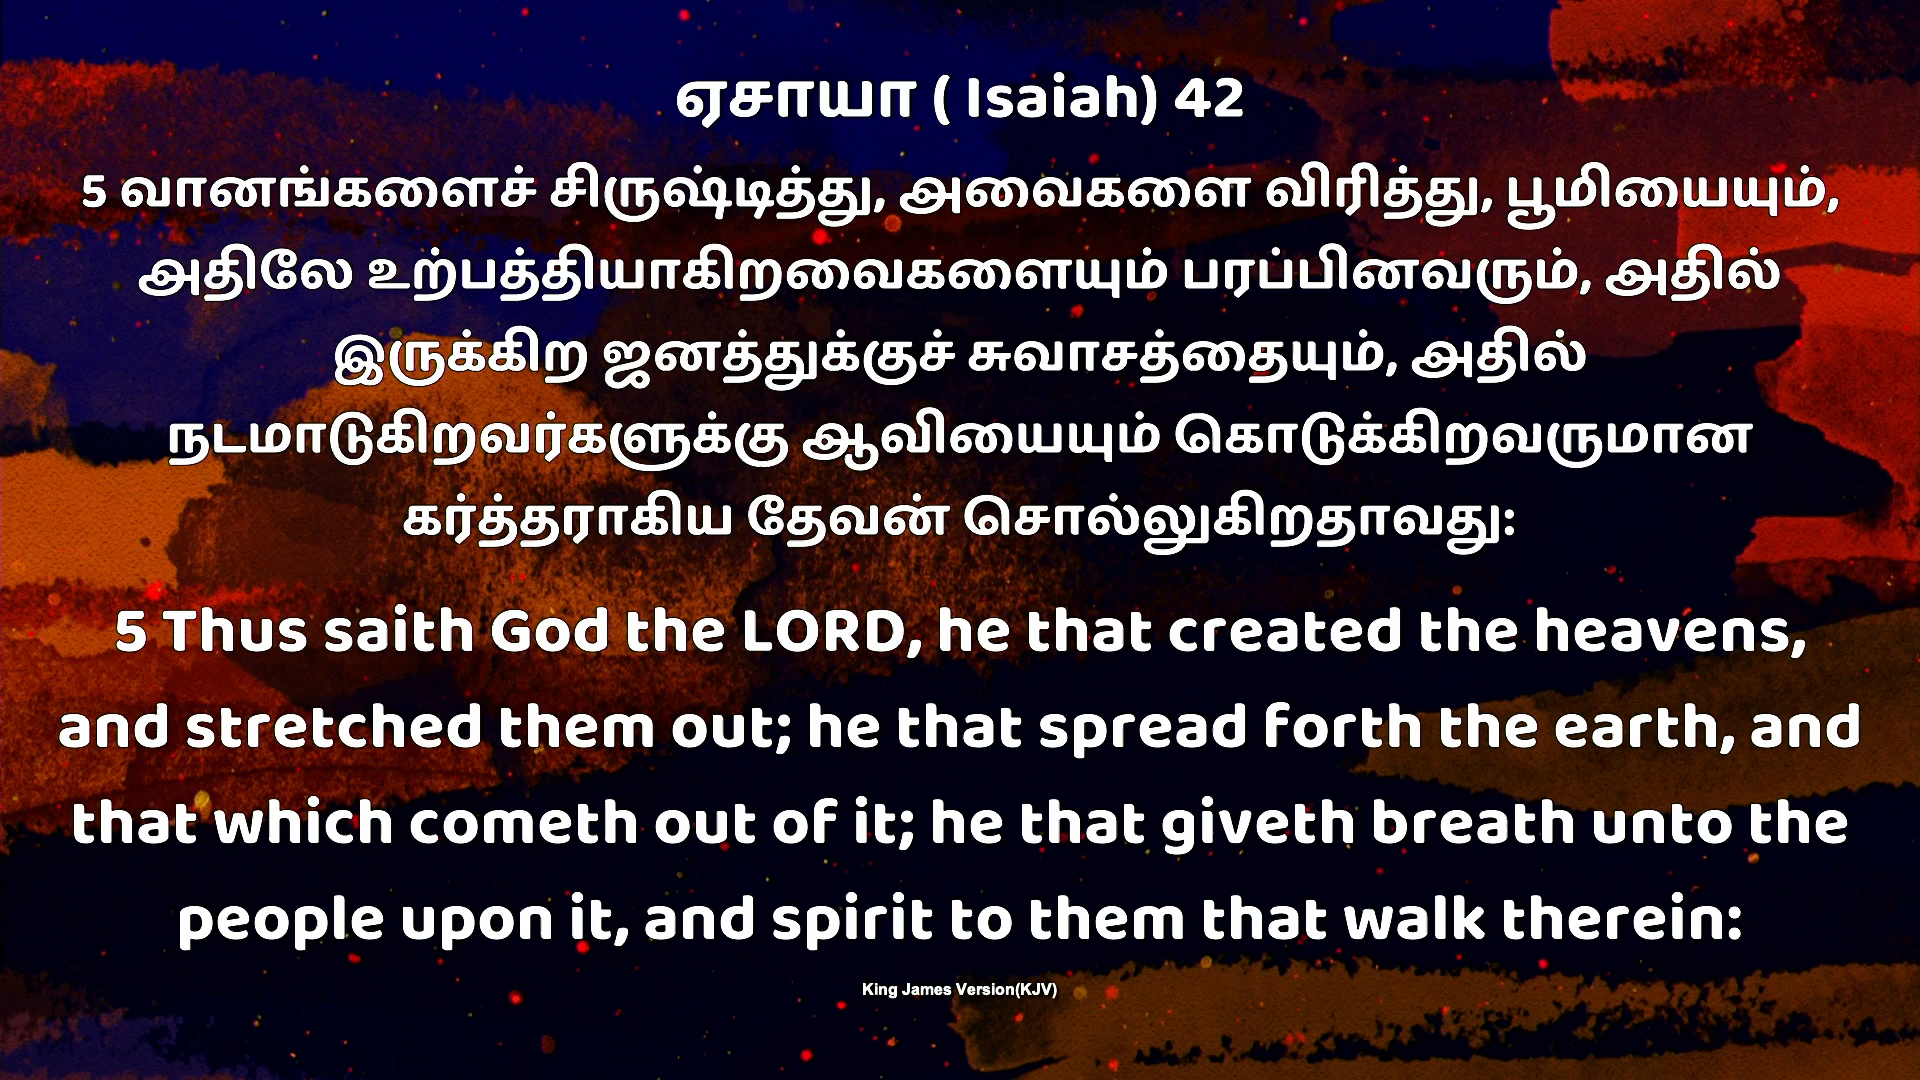 ஏசாயா ( Isaiah) 42
5 வானங்களைச் சிருஷ்டித்து, அவைகளை விரித்து, பூமியையும்,
அதிலே உற்பத்தியாகிறவைகளையும் பரப்பினவரும், அதில்
இருக்கிற ஜனத்துக்குச் சுவாசத்தையும், அதில்
நடமாடுகிறவர்களுக்கு ஆவியையும் கொடுக்கிறவருமான
கர்த்தராகிய தேவன் சொல்லுகிறதாவது:
5 Thus saith God the LORD, he that created the heavens,
and stretched them out; he that spread forth the earth, and
that which cometh out of it; he that giveth breath unto the
people upon it, and spirit to them that walk therein:
King James Version(KJV)